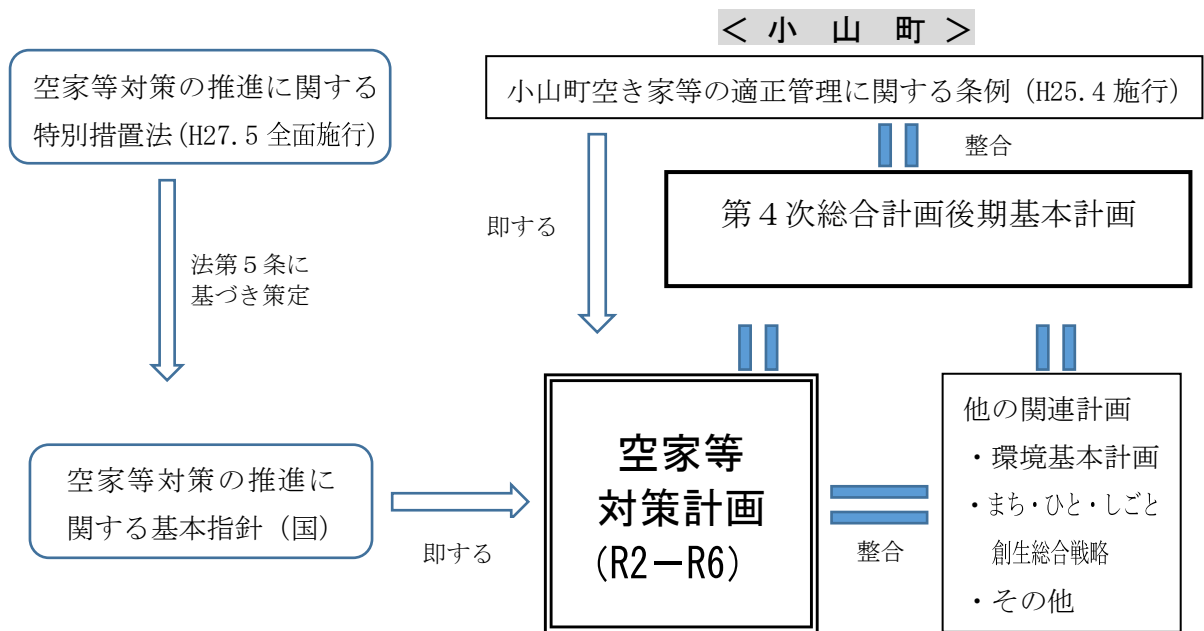 ＜ 小 山 町 ＞
空家等対策の推進に関する
特別措置法(H27.5 全面施行)
小山町空き家等の適正管理に関する条例 (H25.4 施行)
整合
第４次総合計画後期基本計画
即する
法第５条に
基づき策定
空家等対策の推進に
関する基本指針（国）
即する
空家等
対策計画
(R2－R6)
整合
他の関連計画
・環境基本計画
・まち・ひと・しごと
創生総合戦略
・その他